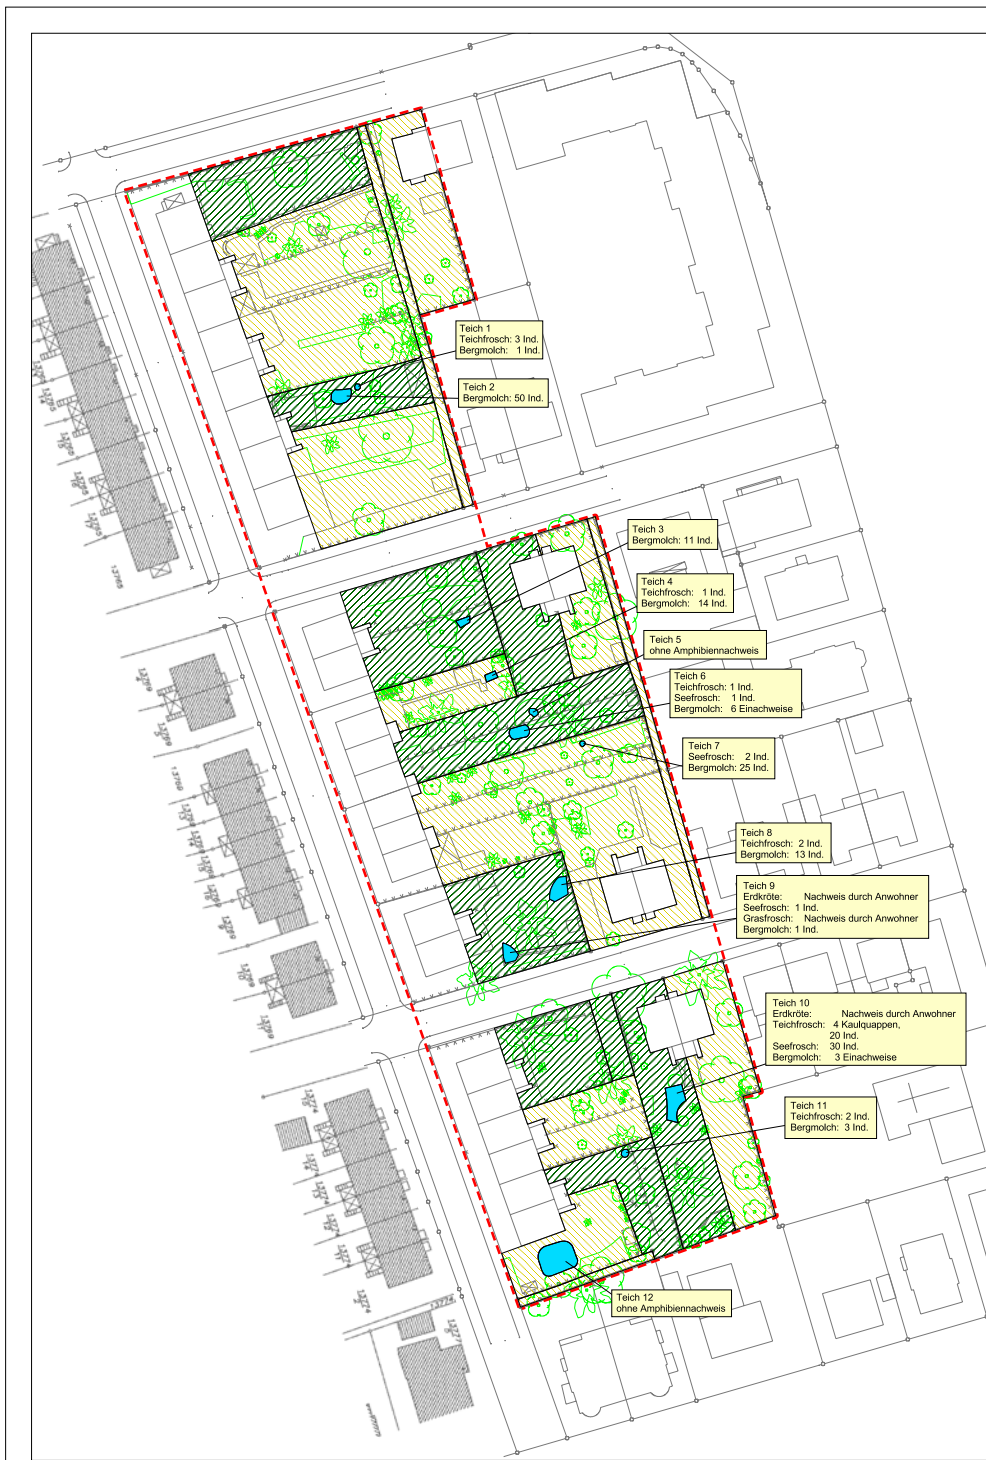 Teich 1
Teichfrosch: 3 Ind.
Bergmolch: 1 Ind.
Teich 2
Bergmolch: 50 Ind.
Teich 3
Bergmolch: 11 Ind.
Teich 4
Teichfrosch: 1 Ind.
Bergmolch: 14 Ind.
Teich 5
ohne Amphibiennachweis
Teich 6
Teichfrosch: 1 Ind.
Seefrosch: 1 Ind.
Bergmolch: 6 Einachweise
Teich 7
Seefrosch: 2 Ind.
Bergmolch: 25 Ind.
Teich 8
Teichfrosch: 2 Ind.
Bergmolch: 13 Ind.
Teich 9
Erdkröte: Nachweis durch Anwohner
Seefrosch: 1 Ind.
Grasfrosch: Nachweis durch Anwohner
Bergmolch: 1 Ind.
Teich 10
Erdkröte: Nachweis durch Anwohner
Teichfrosch: 4 Kaulquappen,
20 Ind.
Seefrosch: 30 Ind.
Bergmolch: 3 Einachweise
Teich 11
Teichfrosch: 2 Ind.
Bergmolch: 3 Ind.
Teich 12
ohne Amphibiennachweis